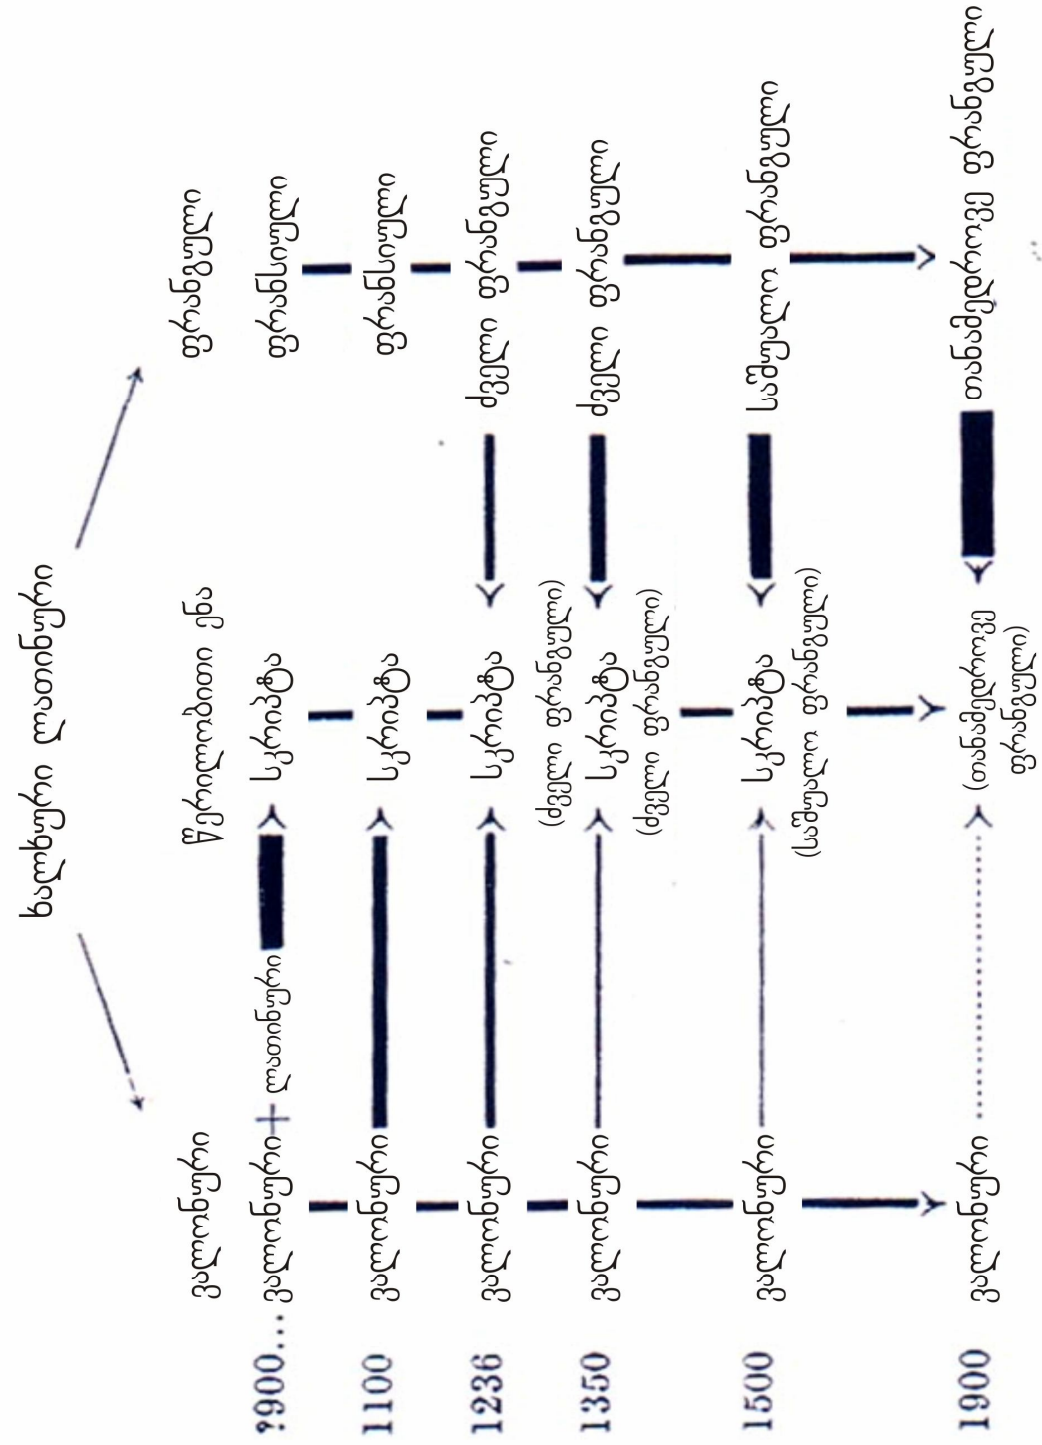 ხალხური ლათინური
ვალონური წერილობითი ენა ფრანგული
?900... ვალონური + ლათინური სკრიპტა ფრანსიული
1100 ვალონური სკრიპტა ფრანსიული
1236 ვალონური სკრიპტა ძველი ფრანგული
(ძველი ფრანგული)
1350 ვალონური სკრიპტა ძველი ფრანგული
(ძველი ფრანგული)
1500 ვალონური სკრიპტა საშუალო ფრანგული
(საშუალო ფრანგული)
1900 ვალონური (თანამედროვე თანამედროვე ფრანგული
ფრანგული)